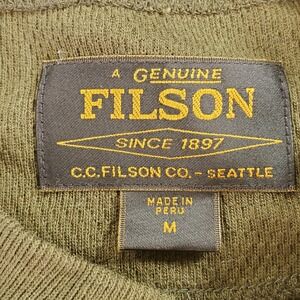 A GENUINE
FILSON
SINCE 1897
C.C. FILSON CO. - SEATTLE
MADE IN
PERU
M